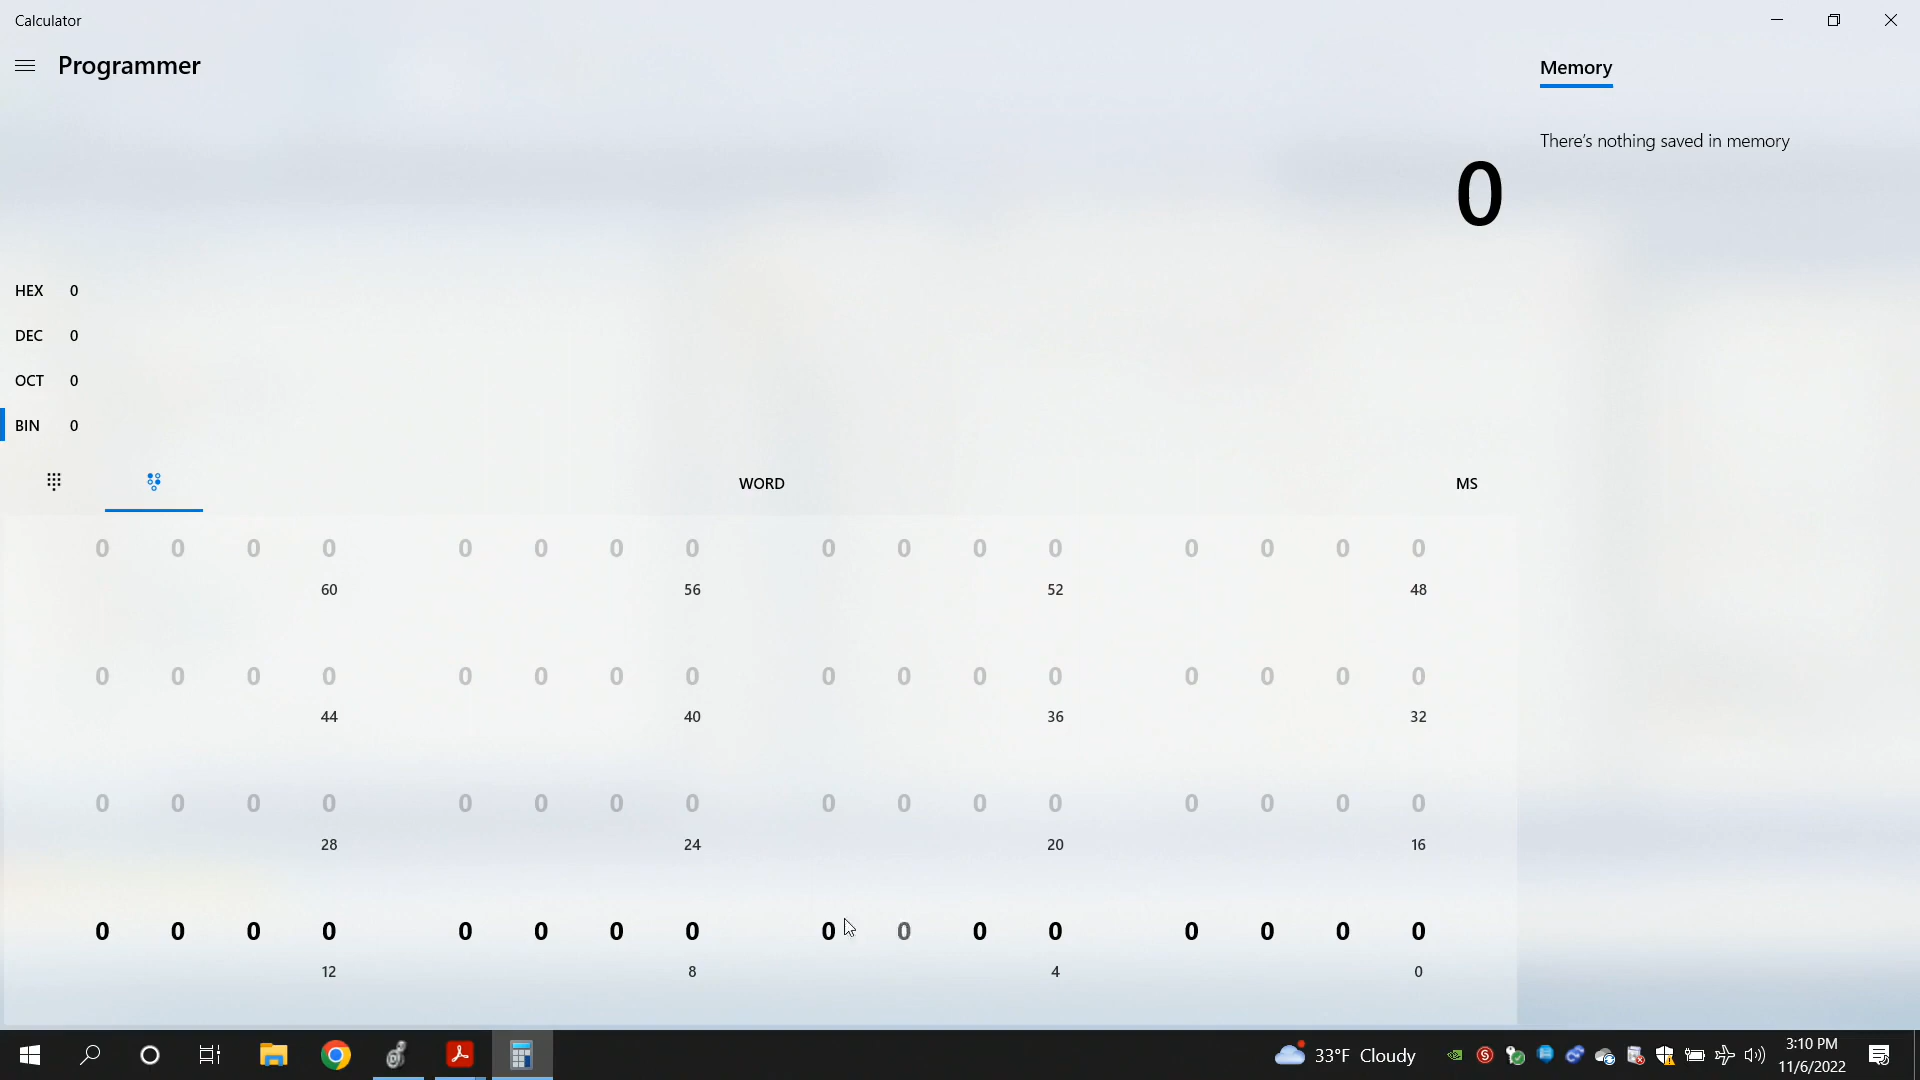 Calculator
Programmer
Memory
There's nothing saved in memory
0
HEX 0
DEC 0
OCT 0
BIN 0
WORD MS
0 0 0 0 0 0 0 0 0 0 0 0 0 0 0 0
60 56 52 48
0 0 0 0 0 0 0 0 0 0 0 0 0 0 0 0
44 40 36 32
0 0 0 0 0 0 0 0 0 0 0 0 0 0 0 0
28 24 20 16
0 0 0 0 0 0 0 0 0 0 0 0 0 0 0 0
12 8 4 0
33°F Cloudy
3:10 PM
11/6/2022